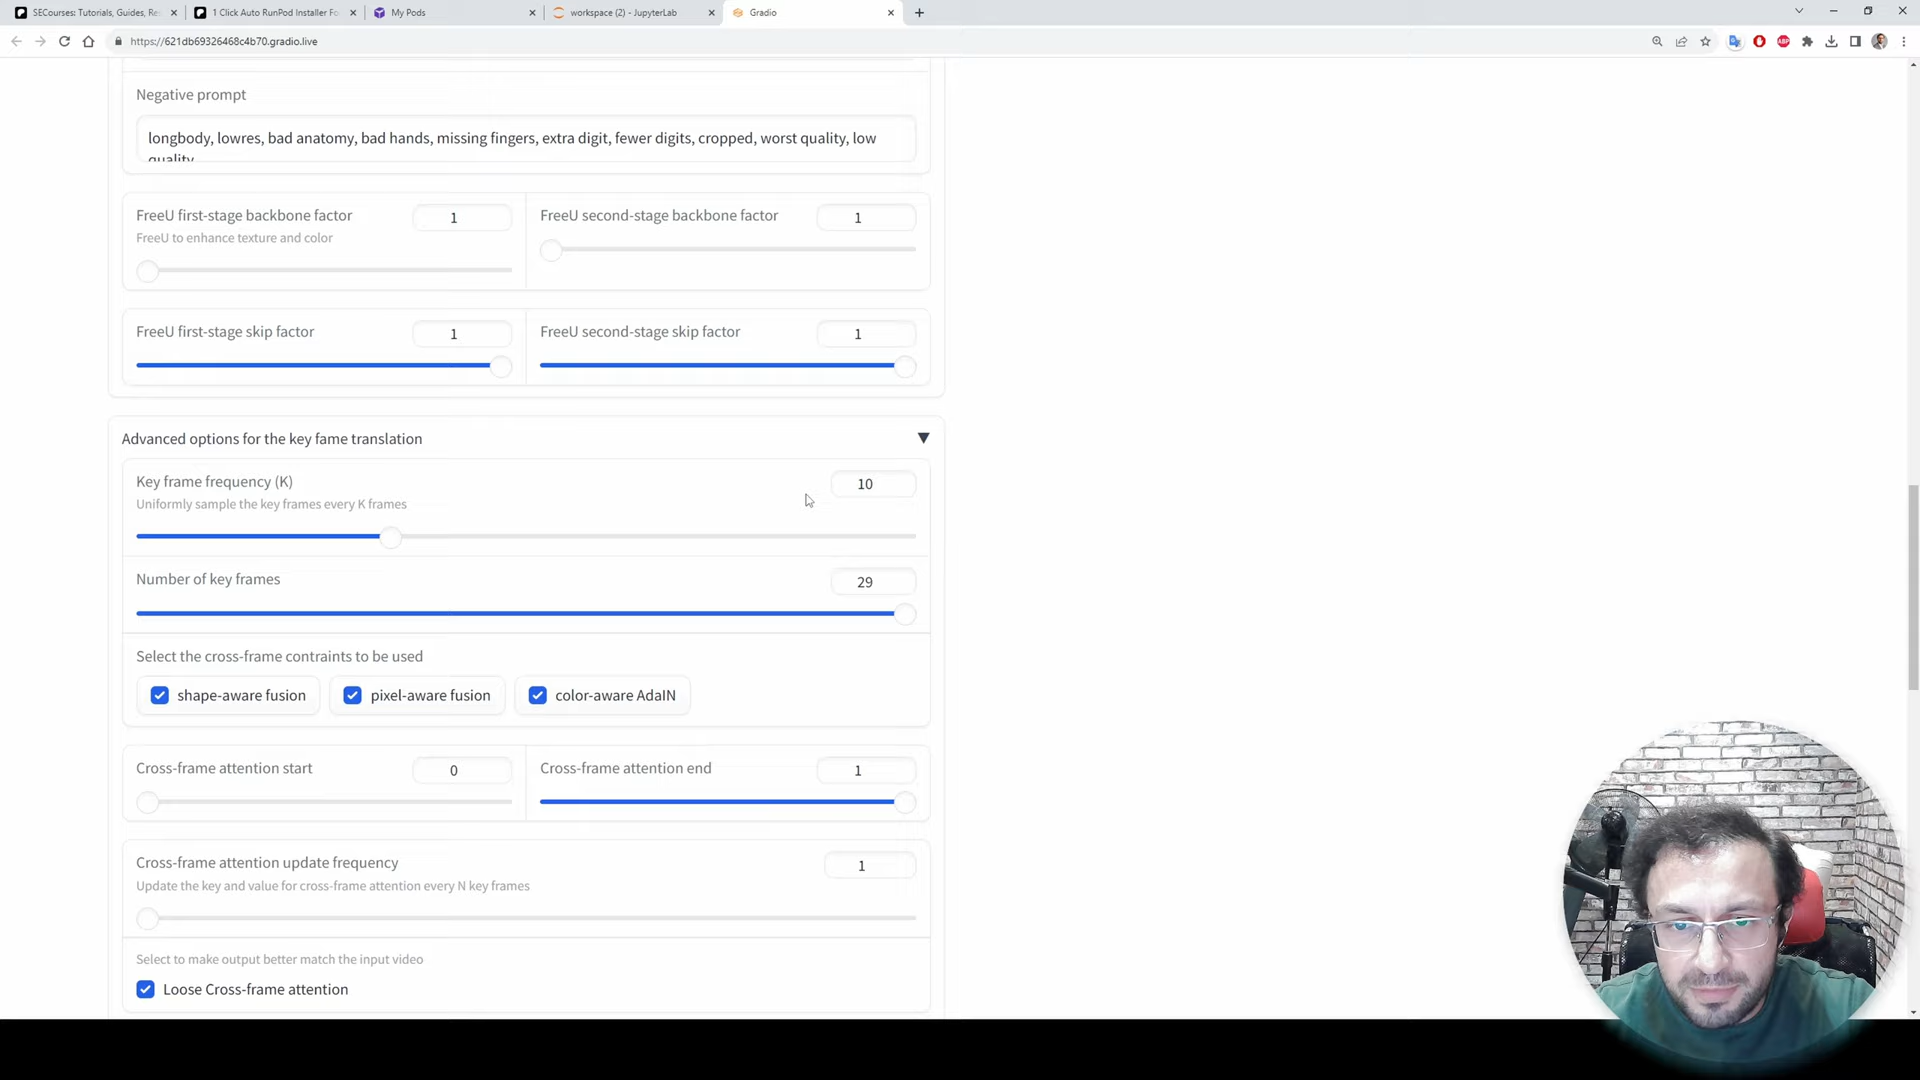 SECourses: Tutorials, Guides, Res
1 Click Auto RunPod Installer Fo
My Pods
workspace (2) - JupyterLab
Gradio
https://621db69326468c4b70.gradio.live
Negative prompt
longbody, lowres, bad anatomy, bad hands, missing fingers, extra digit, fewer digits, cropped, worst quality, low
quality
FreeU first-stage backbone factor
1
FreeU to enhance texture and color
FreeU second-stage backbone factor
1
FreeU first-stage skip factor
1
FreeU second-stage skip factor
1
Advanced options for the key fame translation
Key frame frequency (K)
10
Uniformly sample the key frames every K frames
Number of key frames
29
Select the cross-frame contraints to be used
shape-aware fusion
pixel-aware fusion
color-aware AdaIN
Cross-frame attention start
0
Cross-frame attention end
1
Cross-frame attention update frequency
1
Update the key and value for cross-frame attention every N key frames
Select to make output better match the input video
Loose Cross-frame attention